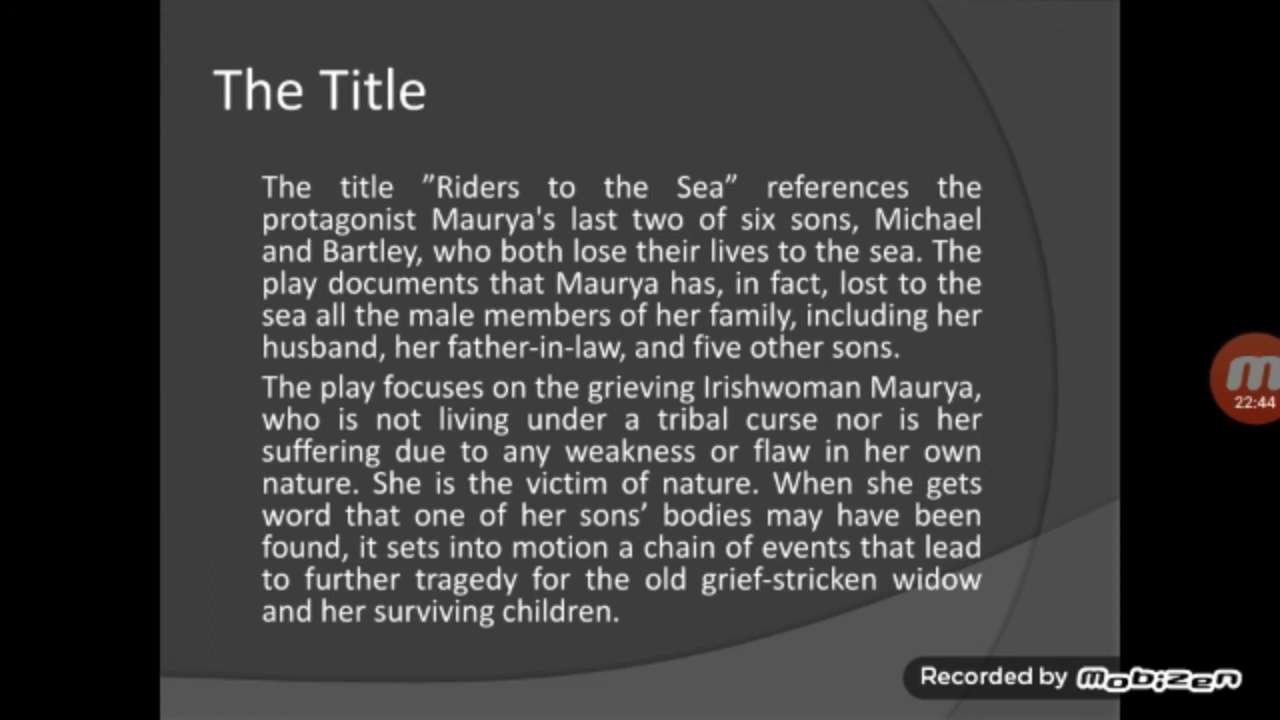 The Title
The title ”Riders to the Sea” references the
protagonist Maurya's last two of six sons, Michael
and Bartley, who both lose their lives to the sea. The
play documents that Maurya has, in fact, lost to the
sea all the male members of her family, including her
husband, her father-in-law, and five other sons.
The play focuses on the grieving Irishwoman Maurya,
who is not living under a tribal curse nor is her
suffering due to any weakness or flaw in her own
nature. She is the victim of nature. When she gets
word that one of her sons’ bodies may have been
found, it sets into motion a chain of events that lead
to further tragedy for the old grief-stricken widow
and her surviving children.
m
22:44
Recorded by mobizen